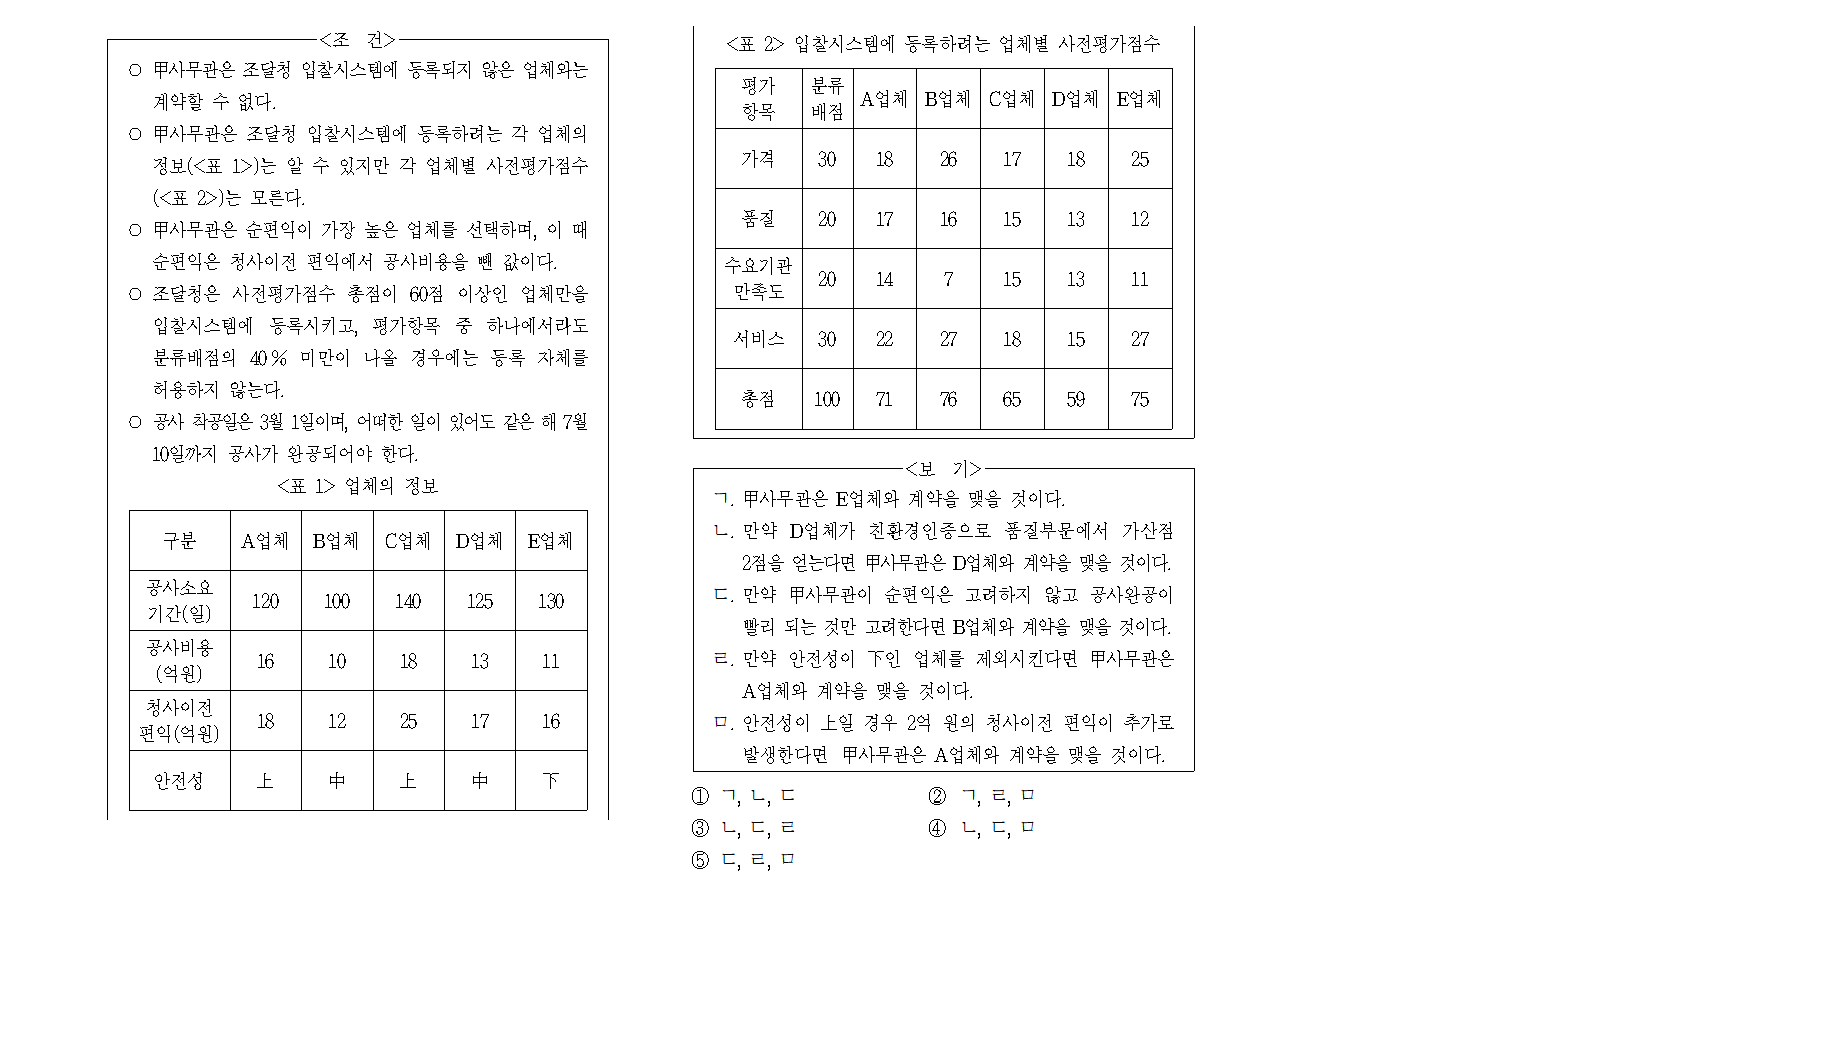 <조 건>
○ 甲사무관은 조달청 입찰시스템에 등록되지 않은 업체와는
계약할 수 없다.
○ 甲사무관은 조달청 입찰시스템에 등록하려는 각 업체의
정보(<표 1>)는 알 수 있지만 각 업체별 사전평가점수
(<표 2>)는 모른다.
○ 甲사무관은 순편익이 가장 높은 업체를 선택하며, 이 때
순편익은 청사이전 편익에서 공사비용을 뺀 값이다.
○ 조달청은 사전평가점수 총점이 60점 이상인 업체만을
입찰시스템에 등록시키고, 평가항목 중 하나에서라도
분류배점의 40% 미만이 나올 경우에는 등록 자체를
허용하지 않는다.
○ 공사 착공일은 3월 1일이며, 어떠한 일이 있어도 같은 해 7월
10일까지 공사가 완공되어야 한다.
<표 1> 업체의 정보
구분 A업체 B업체 C업체 D업체 E업체
공사소요
기간(일) 120 100 140 125 130
공사비용
(억원) 16 10 18 13 11
청사이전
편익(억원) 18 12 25 17 16
안전성 上 中 上 中 下
<표 2> 입찰시스템에 등록하려는 업체별 사전평가점수
평가
항목 분류
배점 A업체 B업체 C업체 D업체 E업체
가격 30 18 26 17 18 25
품질 20 17 16 15 13 12
수요기관
만족도 20 14 7 15 13 11
서비스 30 22 27 18 15 27
총점 100 71 76 65 59 75
<보 기>
ㄱ. 甲사무관은 E업체와 계약을 맺을 것이다.
ㄴ. 만약 D업체가 친환경인증으로 품질부문에서 가산점
2점을 얻는다면 甲사무관은 D업체와 계약을 맺을 것이다.
ㄷ. 만약 甲사무관이 순편익은 고려하지 않고 공사완공이
빨리 되는 것만 고려한다면 B업체와 계약을 맺을 것이다.
ㄹ. 만약 안전성이 下인 업체를 제외시킨다면 甲사무관은
A업체와 계약을 맺을 것이다.
ㅁ. 안전성이 上일 경우 2억 원의 청사이전 편익이 추가로
발생한다면 甲사무관은 A업체와 계약을 맺을 것이다.
① ㄱ, ㄴ, ㄷ ② ㄱ, ㄹ, ㅁ
③ ㄴ, ㄷ, ㄹ ④ ㄴ, ㄷ, ㅁ
⑤ ㄷ, ㄹ, ㅁ